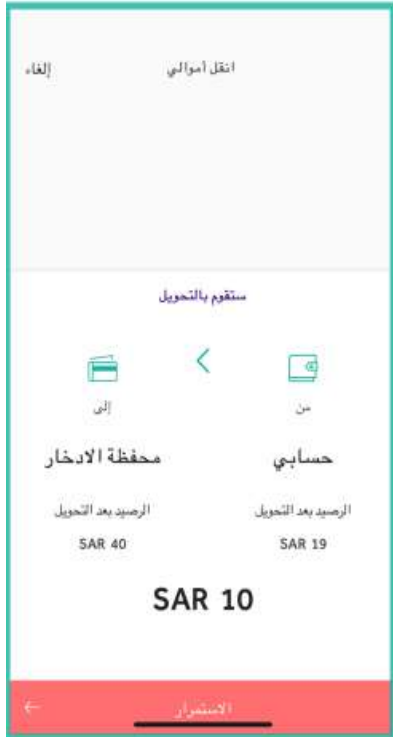 انقل أموالي
إلغاء
ستقوم بالتحويل
من
إلى
حسابي
محفظة الادخار
الرصيد بعد التحويل
الرصيد بعد التحويل
SAR 19
SAR 40
SAR 10
الاستمرار